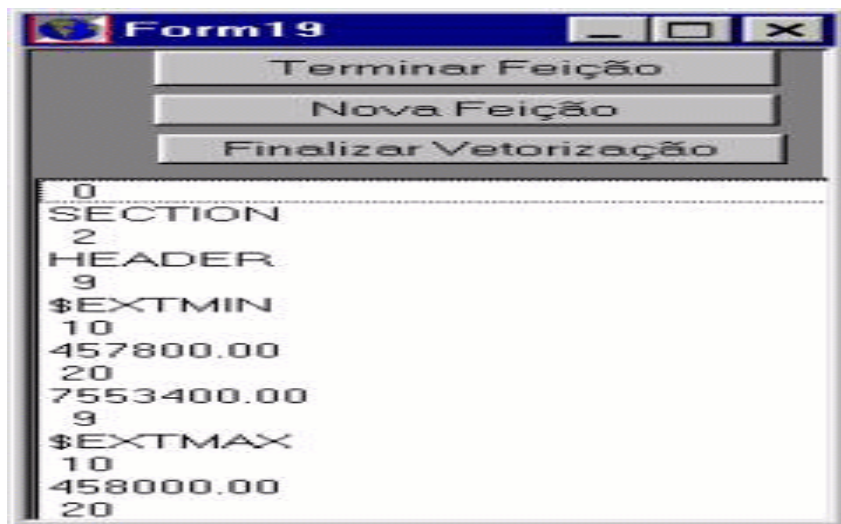 Form19
Terminar Feição
Nova Feição
Finalizar Vetorização
0
SECTION
2
HEADER
9
$EXTMIN
10
457800.00
20
7553400.00
9
$EXTMAX
10
458000.00
20